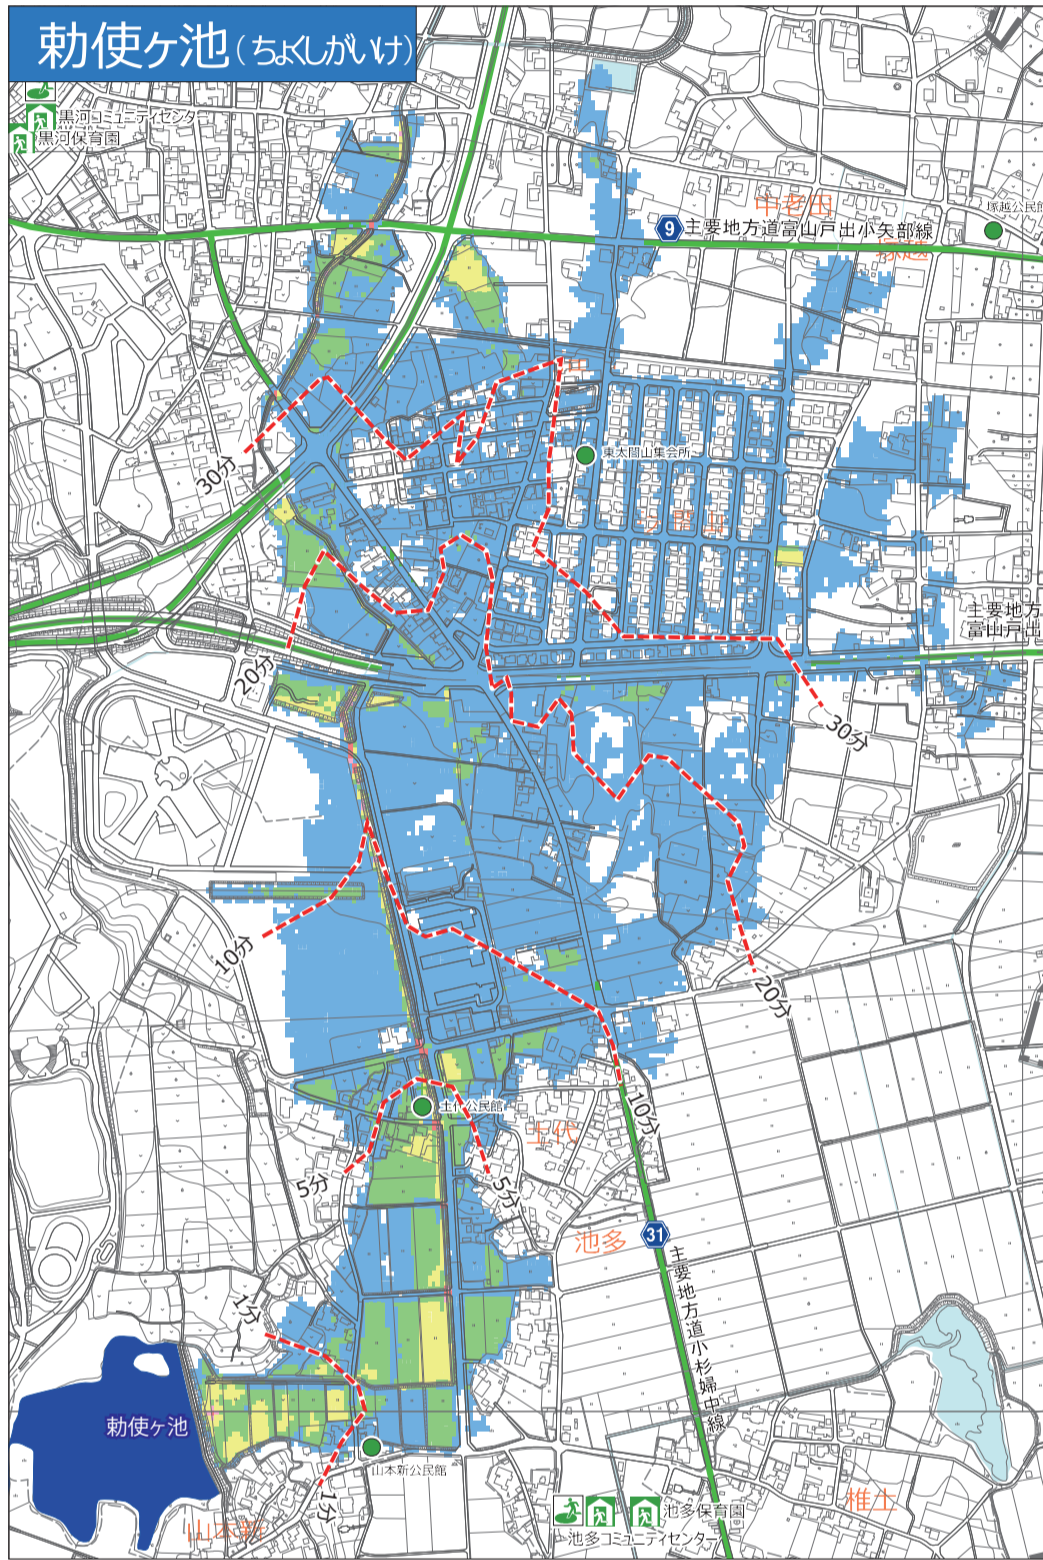 勅使ヶ池(ちょくしがいけ)
黒河コミュニティセンター
黒河保育園
中老田
塚越公民館
9 主要地方道富山戸出小矢部線
塚越
30分
東太閤山集会所
主要地方
富山戸出
20分
30分
10分
20分
土代公民館
10分
土代
5分
5分
池多
31
主要地方道小杉婦中線
1分
勅使ヶ池
山本新公民館
椎土
1分
山本新
池多保育園
池多コミュニティセンター